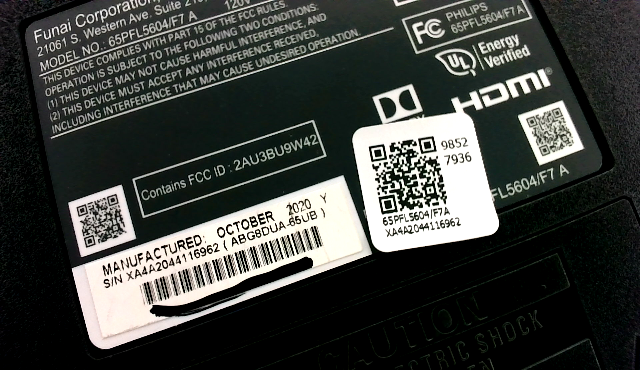 Funai Corporation,
21061 S. Western Ave. Suite
MODEL NO.: 65PFL5604/F7 A 120V
THIS DEVICE COMPLIES WITH PART 15 OF THE FCC RULES.
OPERATION IS SUBJECT TO THE FOLLOWING TWO CONDITIONS:
(1) THIS DEVICE MAY NOT CAUSE HARMFUL INTERFERENCE, AND
(2) THIS DEVICE MUST ACCEPT ANY INTERFERENCE RECEIVED,
INCLUDING INTERFERENCE THAT MAY CAUSE UNDESIRED OPERATION.
FC PHILIPS
65PFL5604/F7 A
UL Energy
Verified
HDMI
Contains FCC ID : 2AU3BU9W42
9852
7936
65PFL5604/F7A
XA4A2044116962
FL5604/F7 A
MANUFACTURED: OCTOBER 2020 Y
S/N XA4A2044116962 ( ABG8DUA-65UB )
CAUTION
ELECTRIC SHOCK